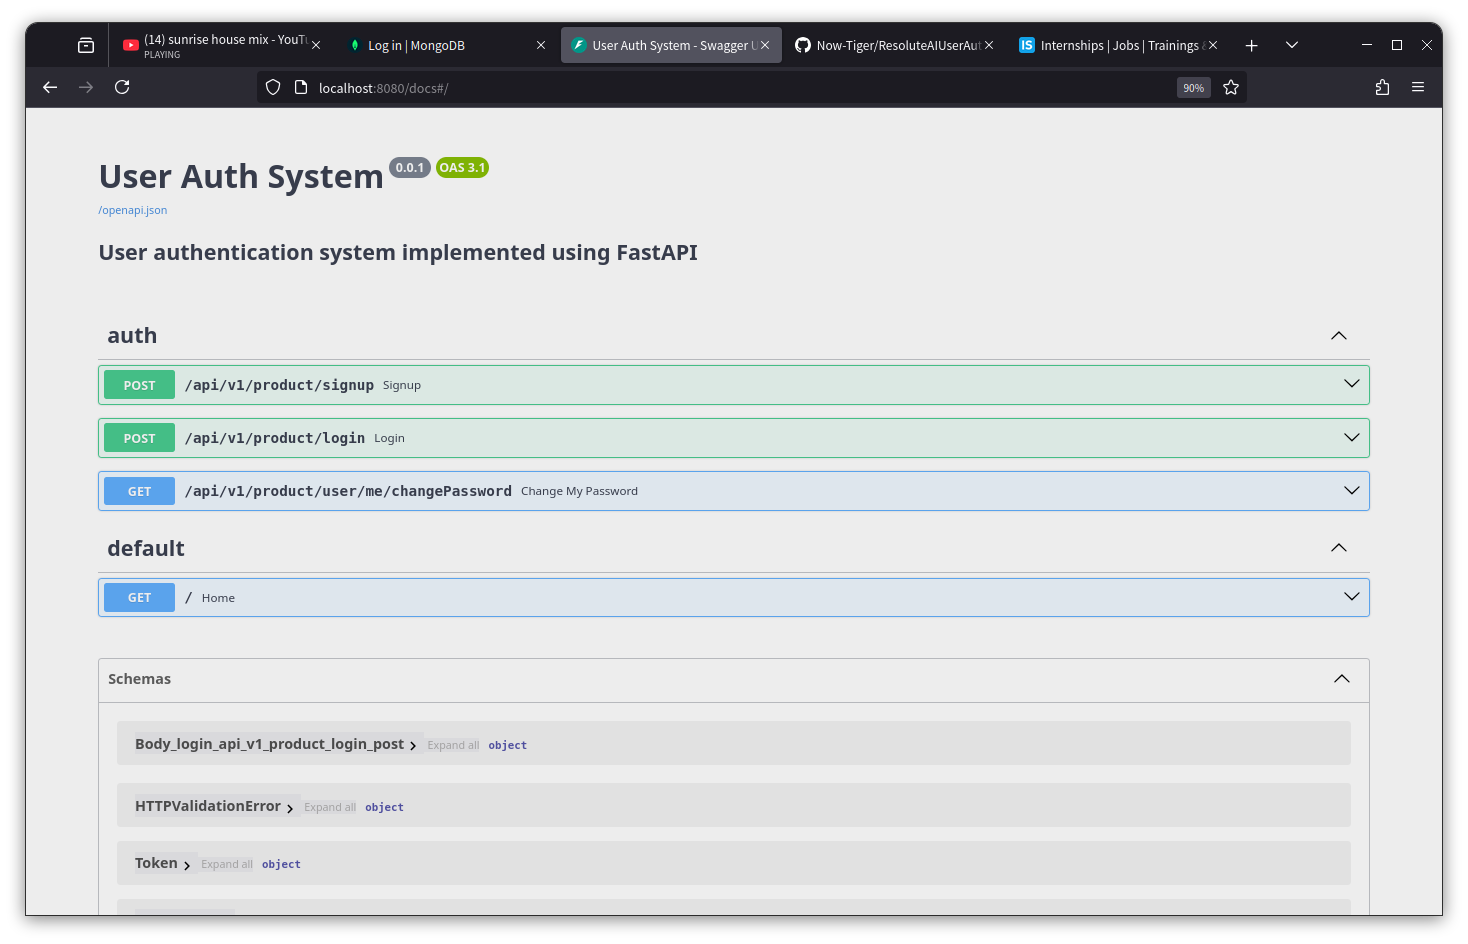 (14) sunrise house mix - YouTu
PLAYING
Log in | MongoDB
User Auth System - Swagger U
Now-Tiger/ResoluteAIUserAut
IS
Internships | Jobs | Trainings &
localhost:8080/docs#/
90%
User Auth System 0.0.1 OAS 3.1
/openapi.json
User authentication system implemented using FastAPI
auth
POST /api/v1/product/signup Signup
POST /api/v1/product/login Login
GET /api/v1/product/user/me/changePassword Change My Password
default
GET / Home
Schemas
Body_login_api_v1_product_login_post Expand all object
HTTPValidationError Expand all object
Token Expand all object